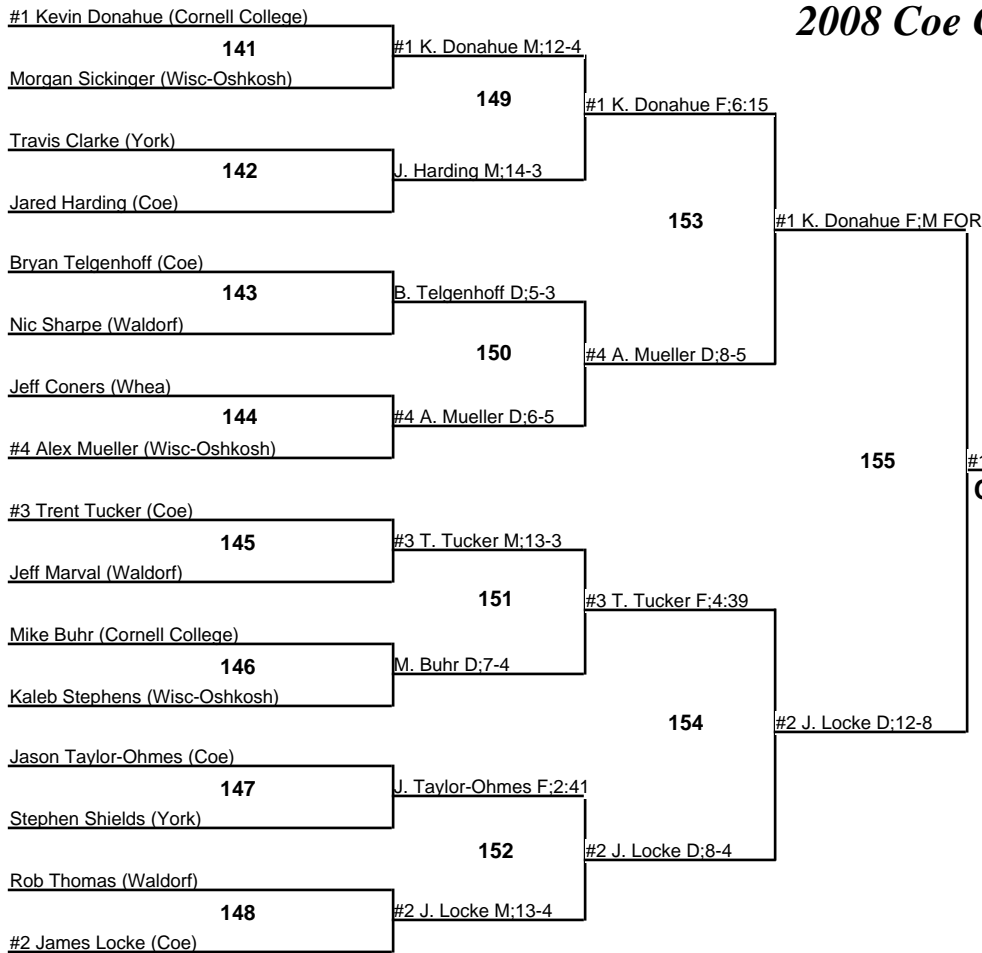 2008 Coe
#1 Kevin Donahue (Cornell College)
141
Morgan Sickinger (Wisc-Oshkosh)
#1 K. Donahue M;12-4
149
#1 K. Donahue F;6:15
Travis Clarke (York)
142
Jared Harding (Coe)
J. Harding M;14-3
153
#1 K. Donahue F;M FOR
Bryan Telgenhoff (Coe)
143
Nic Sharpe (Waldorf)
B. Telgenhoff D;5-3
150
#4 A. Mueller D;8-5
Jeff Coners (Whea)
144
#4 Alex Mueller (Wisc-Oshkosh)
#4 A. Mueller D;6-5
155
#1
#3 Trent Tucker (Coe)
145
Jeff Marval (Waldorf)
#3 T. Tucker M;13-3
151
#3 T. Tucker F;4:39
Mike Buhr (Cornell College)
146
Kaleb Stephens (Wisc-Oshkosh)
M. Buhr D;7-4
154
#2 J. Locke D;12-8
Jason Taylor-Ohmes (Coe)
147
Stephen Shields (York)
J. Taylor-Ohmes F;2:41
152
#2 J. Locke D;8-4
Rob Thomas (Waldorf)
148
#2 James Locke (Coe)
#2 J. Locke M;13-4